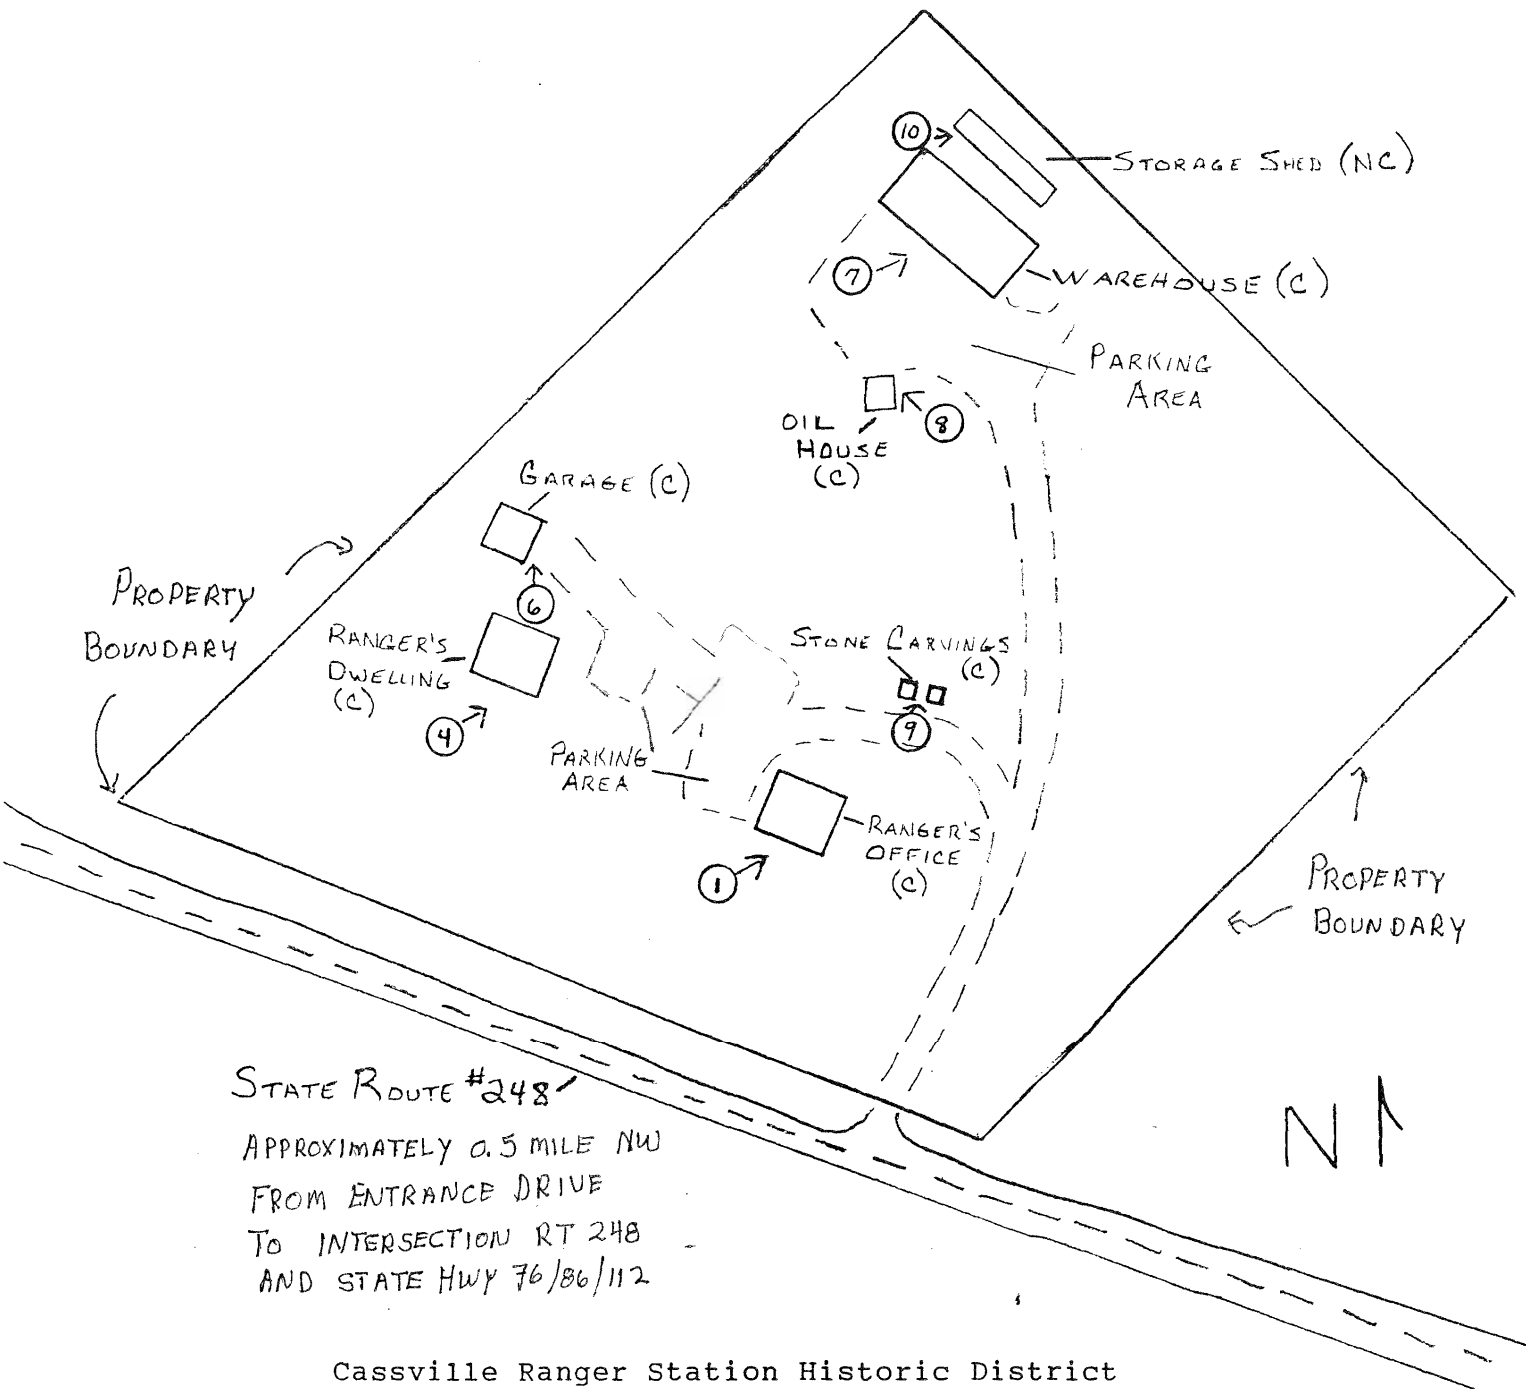 10
STORAGE SHED (NC)
7
WAREHOUSE (C)
PARKING
AREA
8
OIL
HOUSE
(C)
GARAGE (C)
PROPERTY
BOUNDARY
6
RANGER'S
DWELLING
(C)
STONE CARVINGS
(C)
4
9
PARKING
AREA
RANGER'S
OFFICE
(C)
1
PROPERTY
BOUNDARY
STATE ROUTE #248
APPROXIMATELY 0.5 MILE NW
FROM ENTRANCE DRIVE
TO INTERSECTION RT 248
AND STATE HWY 76/86/112
N
Cassville Ranger Station Historic District